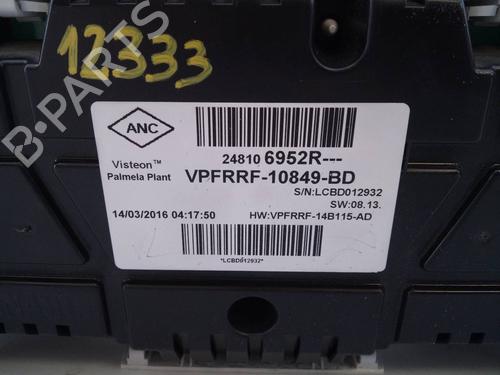 12333
B-PARTS
ANC
Visteon™
Palmela Plant
24810 6952R---
VPFRRF-10849-BD
S/N:LCBD012932
SW:08.13.
14/03/2016 04:17:50
HW:VPFRRF-14B115-AD
*LCBD012932*